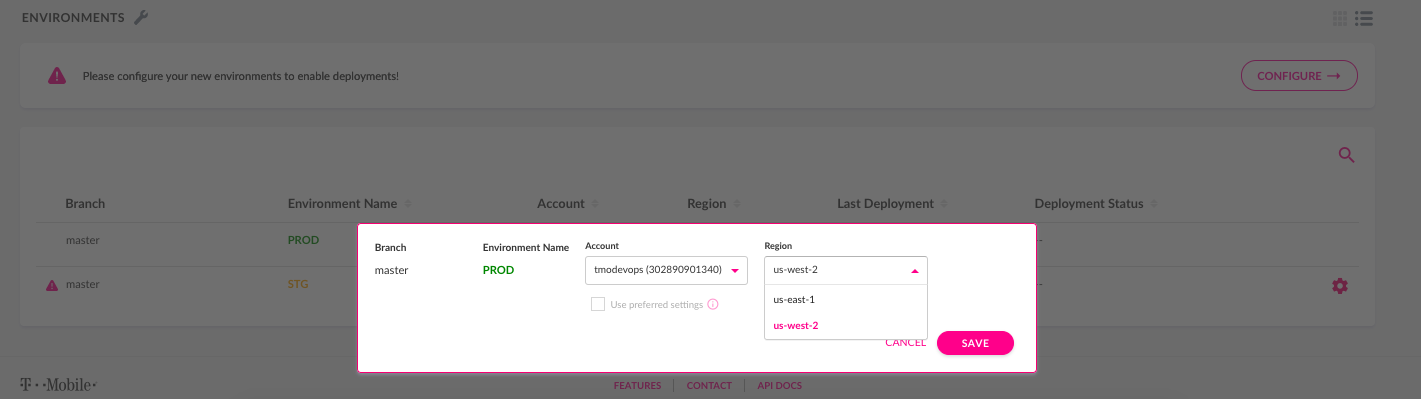 ENVIRONMENTS
Please configure your new environments to enable deployments!
CONFIGURE →
Branch Environment Name Account Region Last Deployment Deployment Status
master PROD --
master STG
Branch Environment Name Account Region
master PROD tmodevops (302890901340) us-west-2
Use preferred settings
us-east-1
us-west-2
CANCEL SAVE
T··Mobile·
FEATURES CONTACT API DOCS